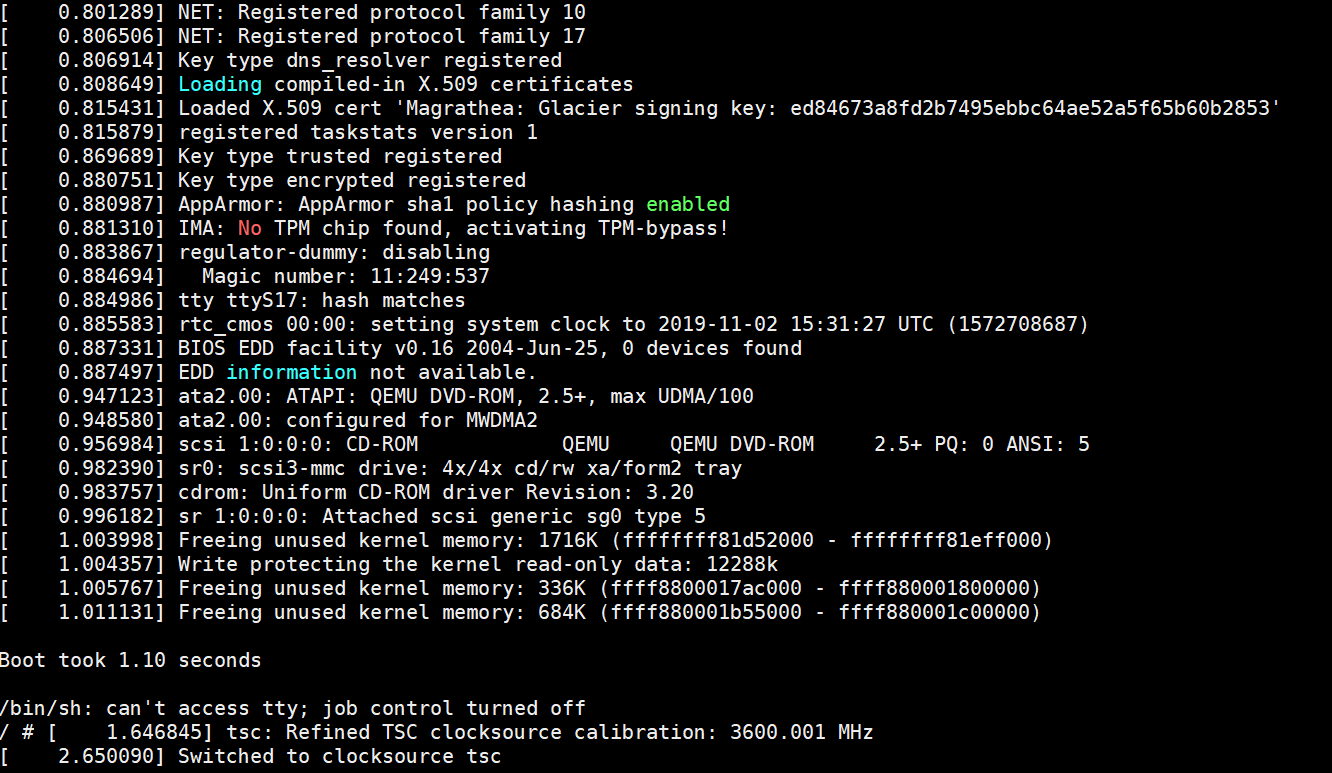 [    0.801289] NET: Registered protocol family 10
[    0.806506] NET: Registered protocol family 17
[    0.806914] Key type dns_resolver registered
[    0.808649] Loading compiled-in X.509 certificates
[    0.815431] Loaded X.509 cert 'Magrathea: Glacier signing key: ed84673a8fd2b7495ebbc64ae52a5f65b60b2853'
[    0.815879] registered taskstats version 1
[    0.869689] Key type trusted registered
[    0.880751] Key type encrypted registered
[    0.880987] AppArmor: AppArmor sha1 policy hashing enabled
[    0.881310] IMA: No TPM chip found, activating TPM-bypass!
[    0.883867] regulator-dummy: disabling
[    0.884694]   Magic number: 11:249:537
[    0.884986] tty ttyS17: hash matches
[    0.885583] rtc_cmos 00:00: setting system clock to 2019-11-02 15:31:27 UTC (1572708687)
[    0.887331] BIOS EDD facility v0.16 2004-Jun-25, 0 devices found
[    0.887497] EDD information not available.
[    0.947123] ata2.00: ATAPI: QEMU DVD-ROM, 2.5+, max UDMA/100
[    0.948580] ata2.00: configured for MWDMA2
[    0.956984] scsi 1:0:0:0: CD-ROM            QEMU     QEMU DVD-ROM     2.5+ PQ: 0 ANSI: 5
[    0.982390] sr0: scsi3-mmc drive: 4x/4x cd/rw xa/form2 tray
[    0.983757] cdrom: Uniform CD-ROM driver Revision: 3.20
[    0.996182] sr 1:0:0:0: Attached scsi generic sg0 type 5
[    1.003998] Freeing unused kernel memory: 1716K (ffffffff81d52000 - ffffffff81eff000)
[    1.004357] Write protecting the kernel read-only data: 12288k
[    1.005767] Freeing unused kernel memory: 336K (ffff8800017ac000 - ffff880001800000)
[    1.011131] Freeing unused kernel memory: 684K (ffff880001b55000 - ffff880001c00000)
Boot took 1.10 seconds
/bin/sh: can't access tty; job control turned off
/ # [    1.646845] tsc: Refined TSC clocksource calibration: 3600.001 MHz
[    2.650090] Switched to clocksource tsc